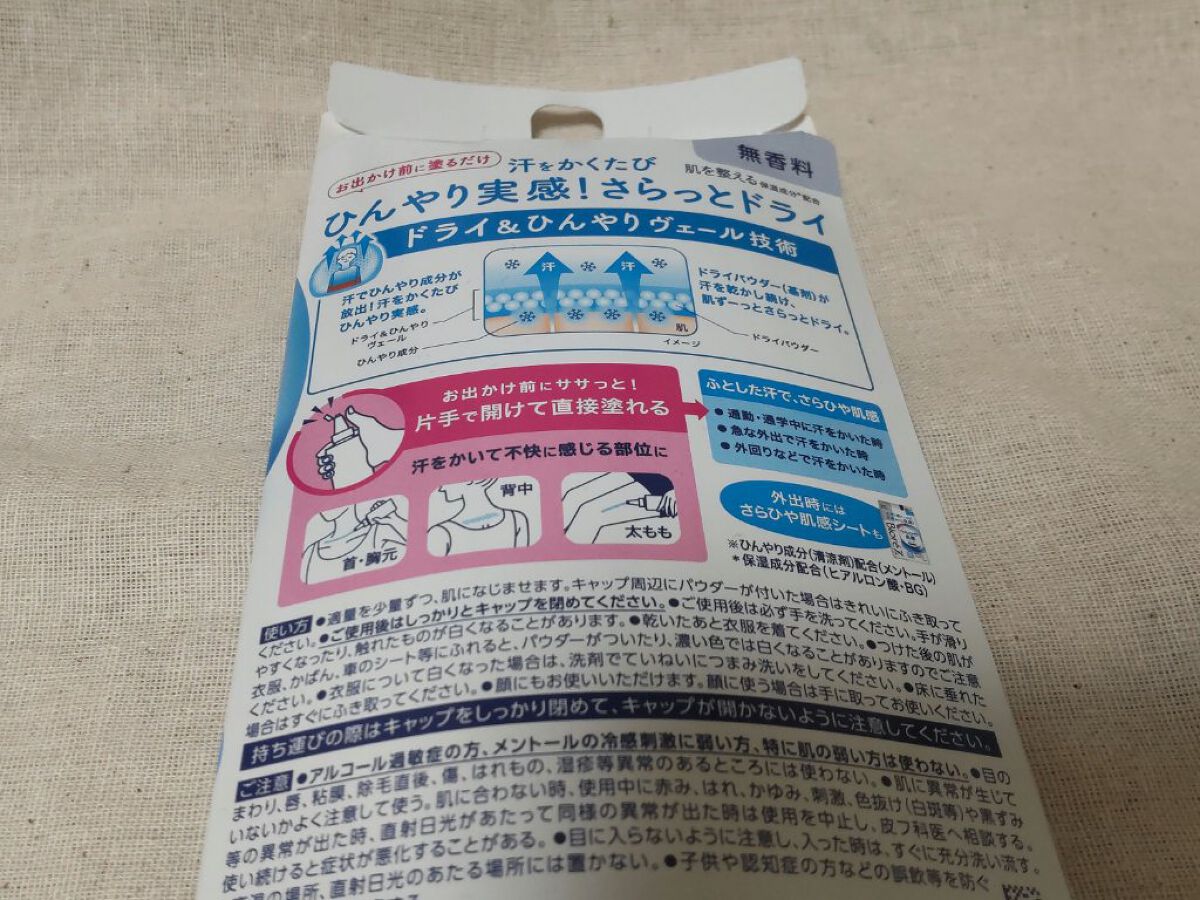 無香料
お出かけ前に塗るだけ
汗をかくたび
肌を整える 保湿成分*配合
ひんやり実感!さらっとドライ
ドライ&ひんやりヴェール技術
汗でひんやり成分が
放出!汗をかくたび
ひんやり実感。
ドライ&ひんやり
ヴェール
ひんやり成分
汗
汗
肌
イメージ
ドライパウダー(基剤)が
汗を乾かし続け、
肌ずーっとさらっとドライ。
ドライパウダー
お出かけ前にササっと!
片手で開けて直接塗れる
汗をかいて不快に感じる部位に
首・胸元
背中
太もも
ふとした汗で、さらひや肌感
●通勤・通学中に汗をかいた時
●急な外出で汗をかいた時
●外回りなどで汗をかいた時
外出時には
さらひや肌感シートも
※ひんやり成分(清涼剤)配合(メントール)
*保湿成分配合(ヒアルロン酸・BG)
使い方 ●適量を少量ずつ、肌になじませます。キャップ周辺にパウダーが付いた場合はきれいにふき取って
ください。●ご使用後はしっかりとキャップを閉めてください。●ご使用後は必ず手を洗ってください。手が滑り
やすくなったり、触れたものが白くなることがあります。●乾いたあと衣服を着てください。●つけた後の肌が
衣服、かばん、車のシート等にふれると、パウダーがついたり、濃い色では白くなることがありますのでご注意
ください。●衣服について白くなった場合は、洗剤でていねいにつまみ洗いをしてください。●床に垂れた
場合はすぐにふき取ってください。●顔にもお使いいただけます。顔に使う場合は手に取ってお使いください。
持ち運びの際はキャップをしっかり閉めて、キャップが開かないように注意してください。
ご注意 ●アルコール過敏症の方、メントールの冷感刺激に弱い方、特に肌の弱い方は使わない。●目の
まわり、唇、粘膜、除毛直後、傷、はれもの、湿疹等異常のあるところには使わない。●肌に異常が生じて
いないかよく注意して使う。肌に合わない時、使用中に赤み、はれ、かゆみ、刺激、色抜け(白斑等)や黒ずみ
等の異常が出た時、直射日光があたって同様の異常が出た時は使用を中止し、皮フ科医へ相談する。
使い続けると症状が悪化することがある。●目に入らないように注意し、入った時は、すぐに充分洗い流す。
の場所、直射日光のあたる場所には置かない。●子供や認知症の方などの誤飲等を防ぐ